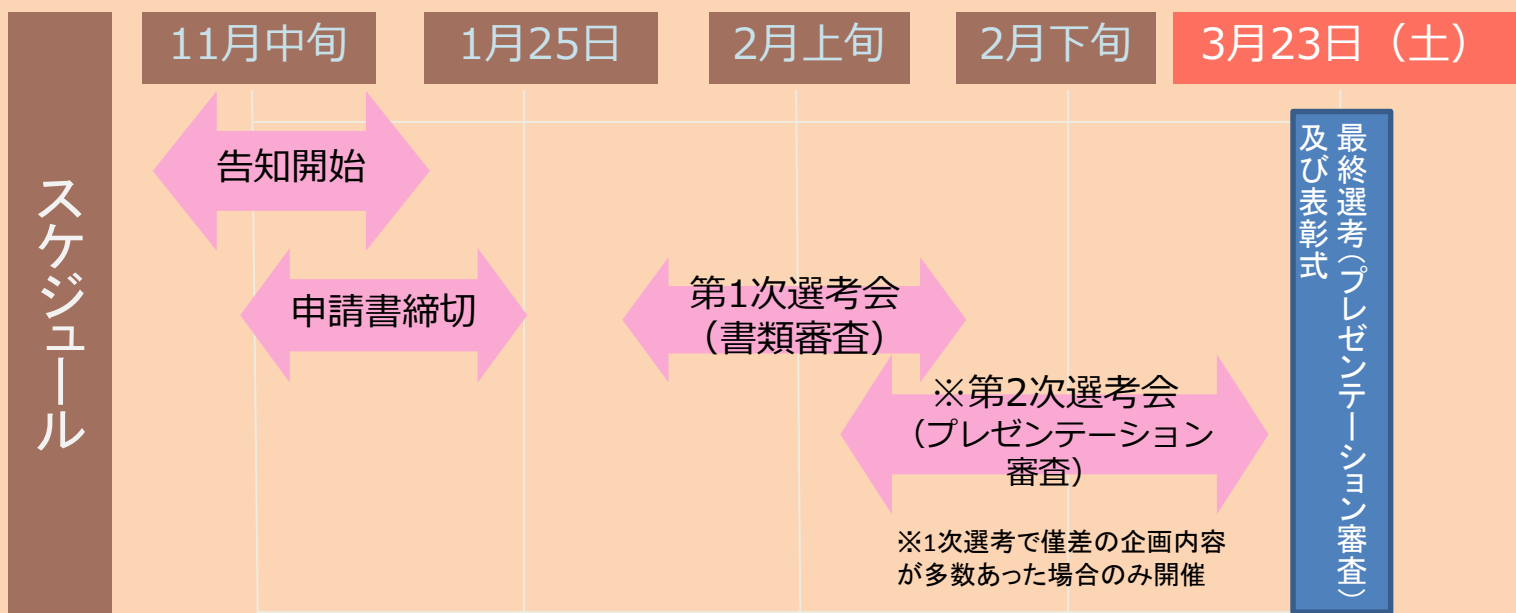 スケジュール
11月中旬
1月25日
2月上旬
2月下旬
3月23日（土）
告知開始
申請書締切
第1次選考会
（書類審査）
※第2次選考会
（プレゼンテーション
審査）
※1次選考で僅差の企画内容
が多数あった場合のみ開催
最終選考（プレゼンテーション審査）
及び表彰式